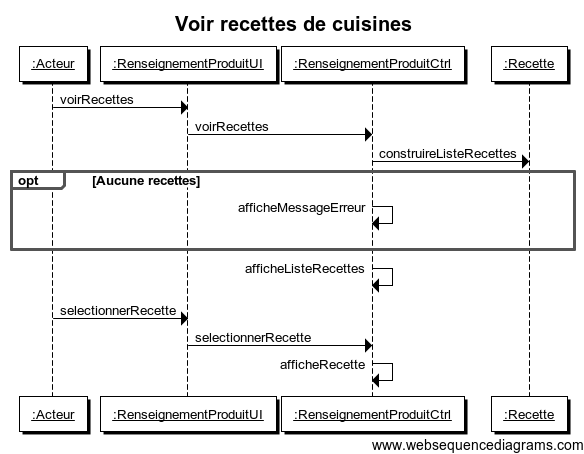 Voir recettes de cuisines
:Acteur :RenseignementProduitUI :RenseignementProduitCtrl :Recette
voirRecettes
voirRecettes
construireListeRecettes
opt [Aucune recettes]
afficheMessageErreur
afficheListeRecettes
selectionnerRecette
selectionnerRecette
afficheRecette
:Acteur :RenseignementProduitUI :RenseignementProduitCtrl :Recette
www.websequencediagrams.com